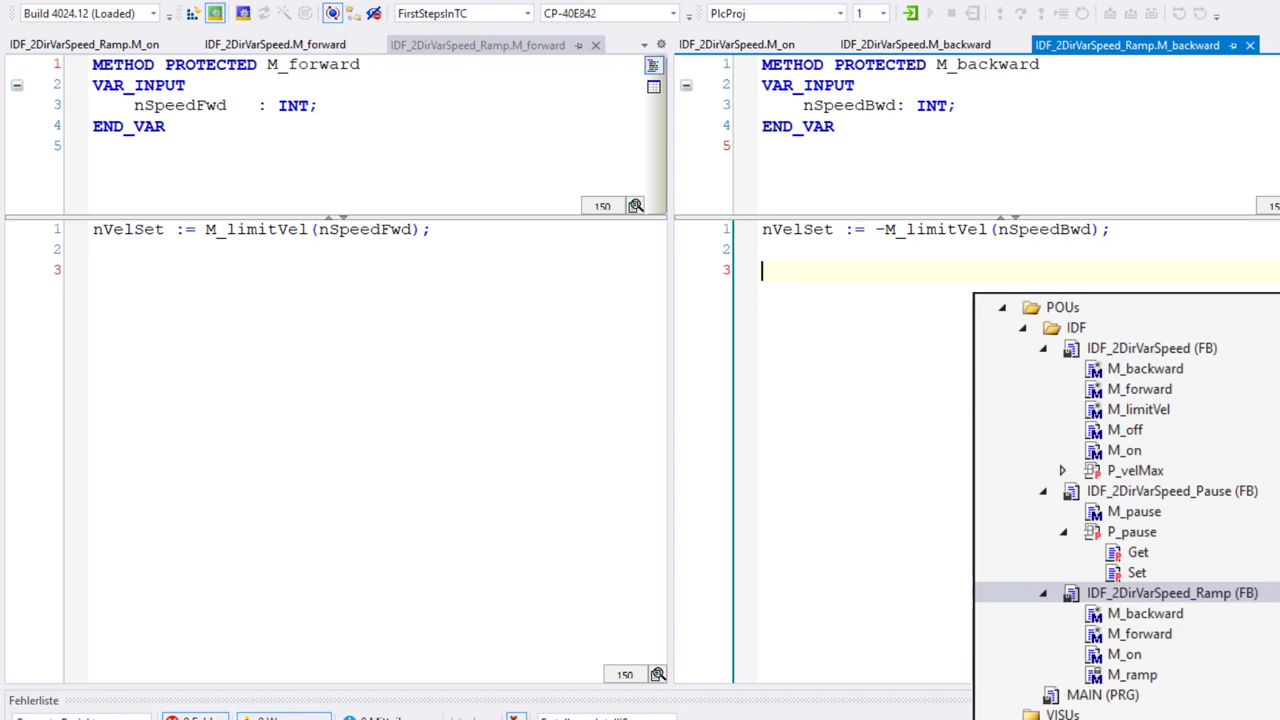 Build 4024.12 (Loaded)
FirstStepsInTC
CP-40E842
PlcProj
1
IDF_2DirVarSpeed_Ramp.M_on
IDF_2DirVarSpeed.M_forward
IDF_2DirVarSpeed_Ramp.M_forward
IDF_2DirVarSpeed_Ramp.M_on
IDF_2DirVarSpeed.M_backward
IDF_2DirVarSpeed_Ramp.M_backward
1 METHOD PROTECTED M_forward
2 VAR_INPUT
3 nSpeedFwd : INT;
4 END_VAR
5
150
1 nVelSet := M_limitVel(nSpeedFwd);
2
3
150
1 METHOD PROTECTED M_backward
2 VAR_INPUT
3 nSpeedBwd: INT;
4 END_VAR
5
1 nVelSet := -M_limitVel(nSpeedBwd);
2
3
POUs
IDF
IDF_2DirVarSpeed (FB)
M_backward
M_forward
M_limitVel
M_off
M_on
P_velMax
IDF_2DirVarSpeed_Pause (FB)
M_pause
P_pause
Get
Set
IDF_2DirVarSpeed_Ramp (FB)
M_backward
M_forward
M_on
M_ramp
MAIN (PRG)
VISUs
Fehlerliste